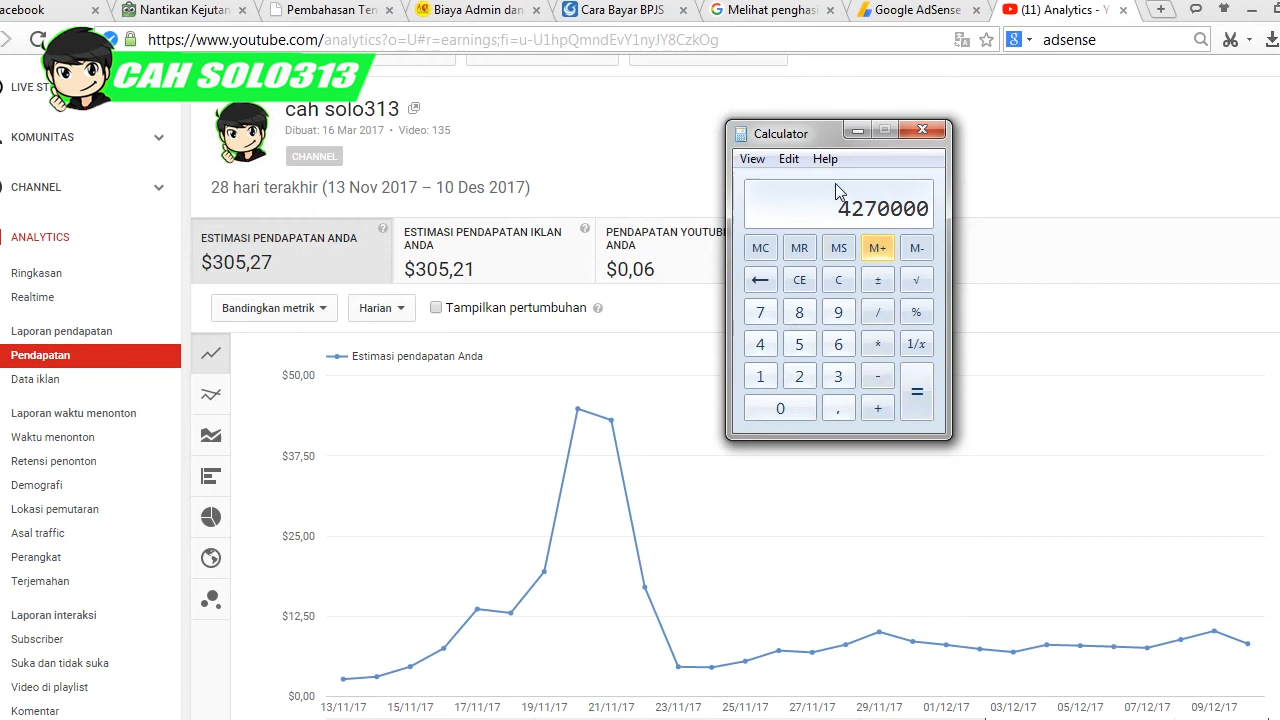 acebook
Nantikan Kejutan
Pembahasan Ten
Biaya Admin dan
Cara Bayar BPJS
Melihat penghasi
Google AdSense
(11) Analytics - Y
https://www.youtube.com/analytics?o=U#r=earnings;fi=u-U1hpQmndEvY1nyJY8CzkOg
adsense
CAH SOLO313
LIVE ST
KOMUNITAS
CHANNEL
ANALYTICS
Ringkasan
Realtime
Laporan pendapatan
Pendapatan
Data iklan
Laporan waktu menonton
Waktu menonton
Retensi penonton
Demografi
Lokasi pemutaran
Asal traffic
Perangkat
Terjemahan
Laporan interaksi
Subscriber
Suka dan tidak suka
Video di playlist
Komentar
cah solo313
Dibuat: 16 Mar 2017 • Video: 135
CHANNEL
28 hari terakhir (13 Nov 2017 – 10 Des 2017)
ESTIMASI PENDAPATAN ANDA
$305,27
ESTIMASI PENDAPATAN IKLAN
ANDA
$305,21
PENDAPATAN YOUTUB
ANDA
$0,06
Bandingkan metrik
Harian
Tampilkan pertumbuhan
Estimasi pendapatan Anda
$50,00
$37,50
$25,00
$12,50
$0,00
13/11/17 15/11/17 17/11/17 19/11/17 21/11/17 23/11/17 25/11/17 27/11/17 29/11/17 01/12/17 03/12/17 05/12/17 07/12/17 09/12/17
Calculator
View Edit Help
4270000
MC MR MS M+ M-
← CE C ± √
7 8 9 / %
4 5 6 * 1/x
1 2 3 - =
0 , +